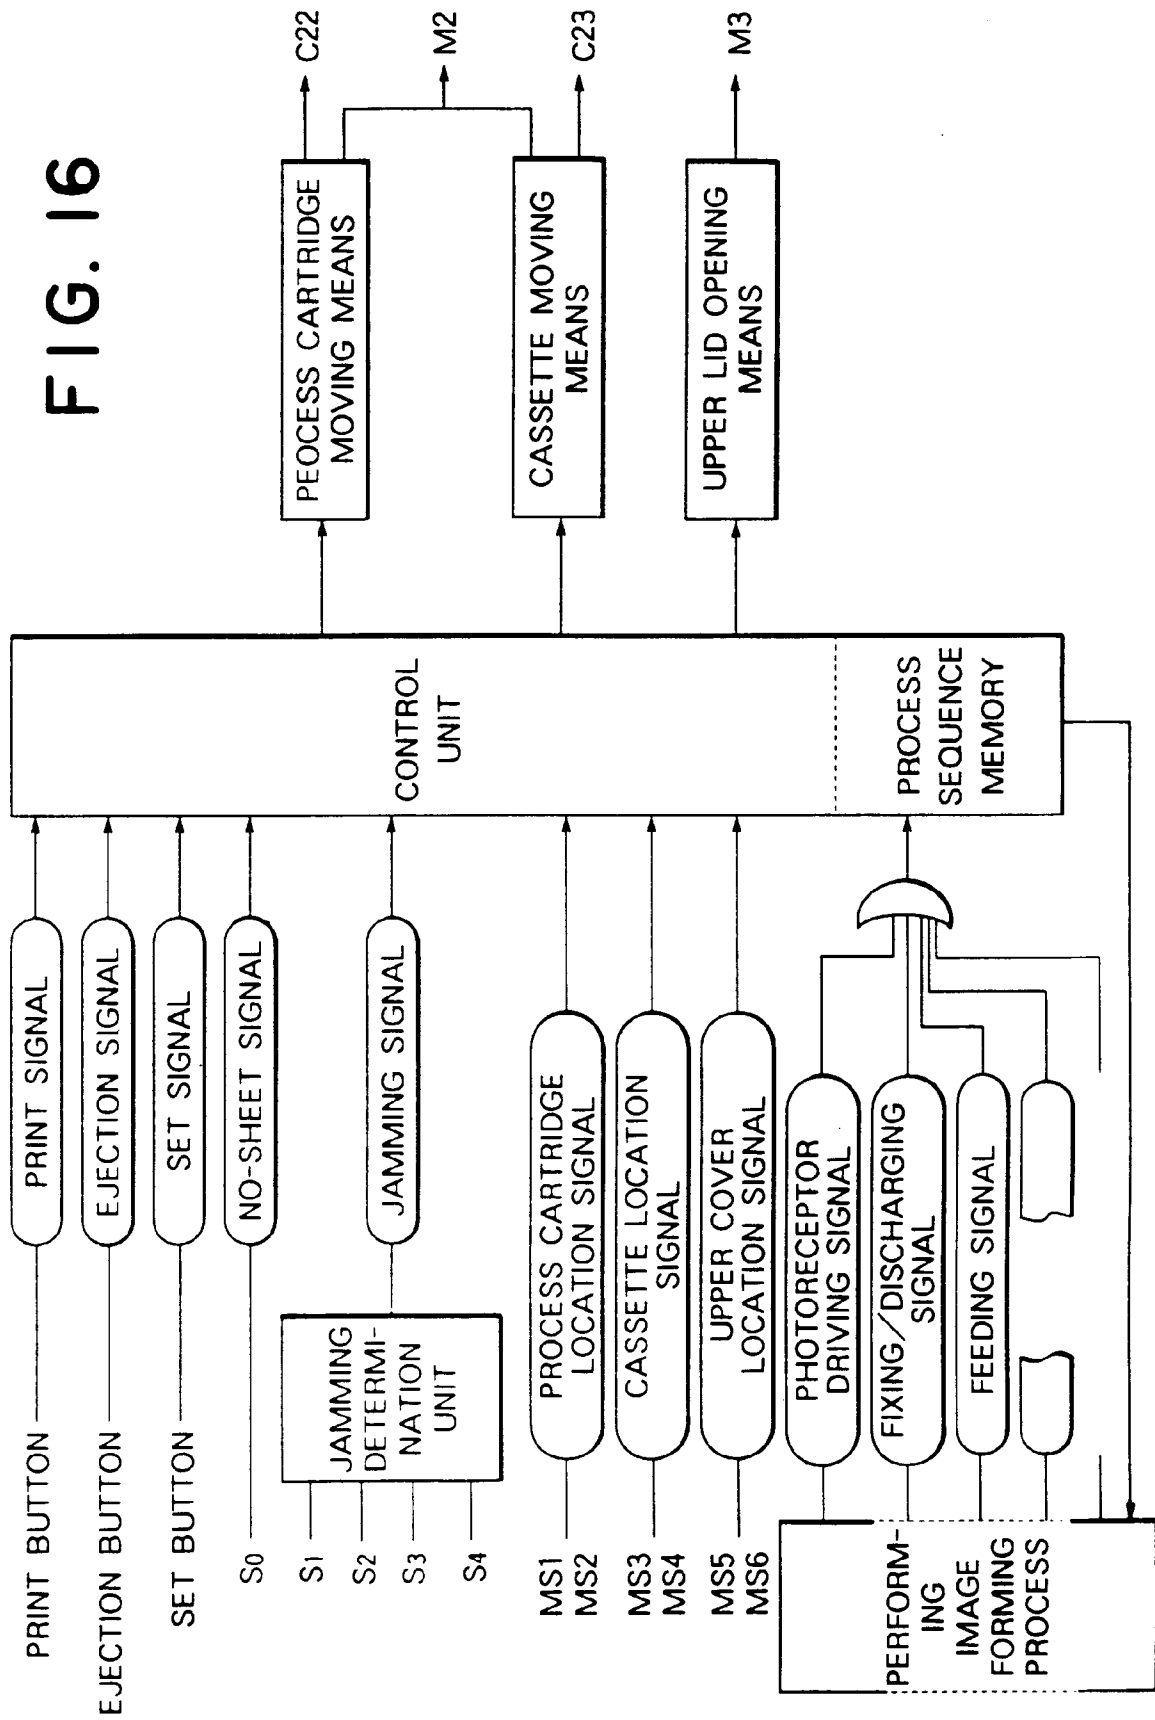 FIG. 16
PRINT BUTTON
PRINT SIGNAL
EJECTION BUTTON
EJECTION SIGNAL
SET BUTTON
SET SIGNAL
S0
NO-SHEET SIGNAL
S1
S2
S3
S4
JAMMING
DETERMI-
NATION
UNIT
JAMMING SIGNAL
MS1
MS2
PROCESS CARTRIDGE
LOCATION SIGNAL
MS3
MS4
CASSETTE LOCATION
SIGNAL
MS5
MS6
UPPER COVER
LOCATION SIGNAL
PERFORM-
ING
IMAGE
FORMING
PROCESS
PHOTORECEPTOR
DRIVING SIGNAL
FIXING/DISCHARGING
SIGNAL
FEEDING SIGNAL
CONTROL
UNIT
PROCESS
SEQUENCE
MEMORY
PEOCESS CARTRIDGE
MOVING MEANS
CASSETTE MOVING
MEANS
UPPER LID OPENING
MEANS
C22
M2
C23
M3